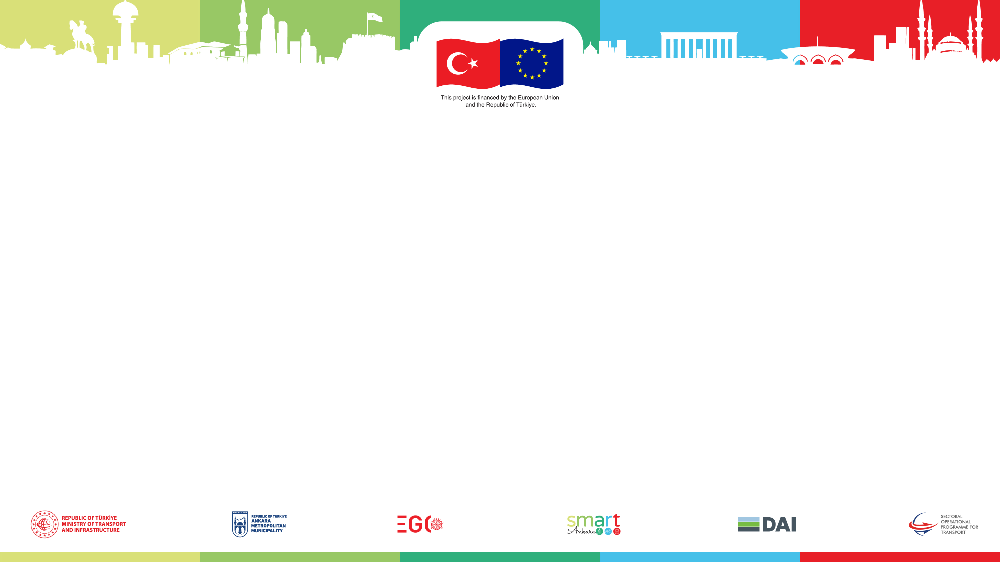 This project is financed by the European Union
and the Republic of Türkiye.
REPUBLIC OF TÜRKİYE
MINISTRY OF TRANSPORT
AND INFRASTRUCTURE
ANKARA
REPUBLIC OF TURKIYE
ANKARA
METROPOLITAN
MUNICIPALITY
EGO
smart
Ankara
DAI
SECTORAL
OPERATIONAL
PROGRAMME FOR
TRANSPORT